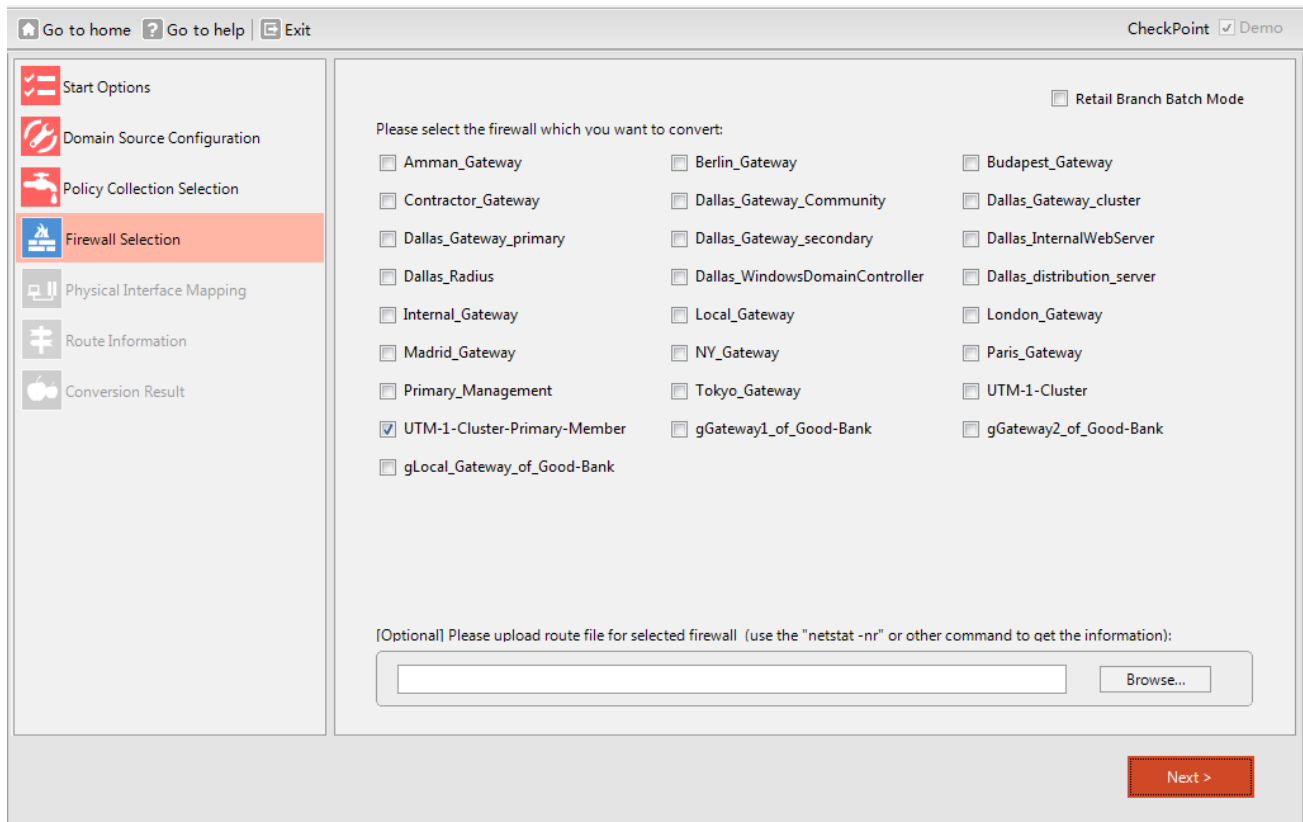 Go to home Go to help Exit CheckPoint Demo
Start Options
Domain Source Configuration
Policy Collection Selection
Firewall Selection
Physical Interface Mapping
Route Information
Conversion Result
Retail Branch Batch Mode
Please select the firewall which you want to convert:
Amman_Gateway Berlin_Gateway Budapest_Gateway
Contractor_Gateway Dallas_Gateway_Community Dallas_Gateway_cluster
Dallas_Gateway_primary Dallas_Gateway_secondary Dallas_InternalWebServer
Dallas_Radius Dallas_WindowsDomainController Dallas_distribution_server
Internal_Gateway Local_Gateway London_Gateway
Madrid_Gateway NY_Gateway Paris_Gateway
Primary_Management Tokyo_Gateway UTM-1-Cluster
UTM-1-Cluster-Primary-Member gGateway1_of_Good-Bank gGateway2_of_Good-Bank
gLocal_Gateway_of_Good-Bank
[Optional] Please upload route file for selected firewall (use the "netstat -nr" or other command to get the information):
Browse...
Next >